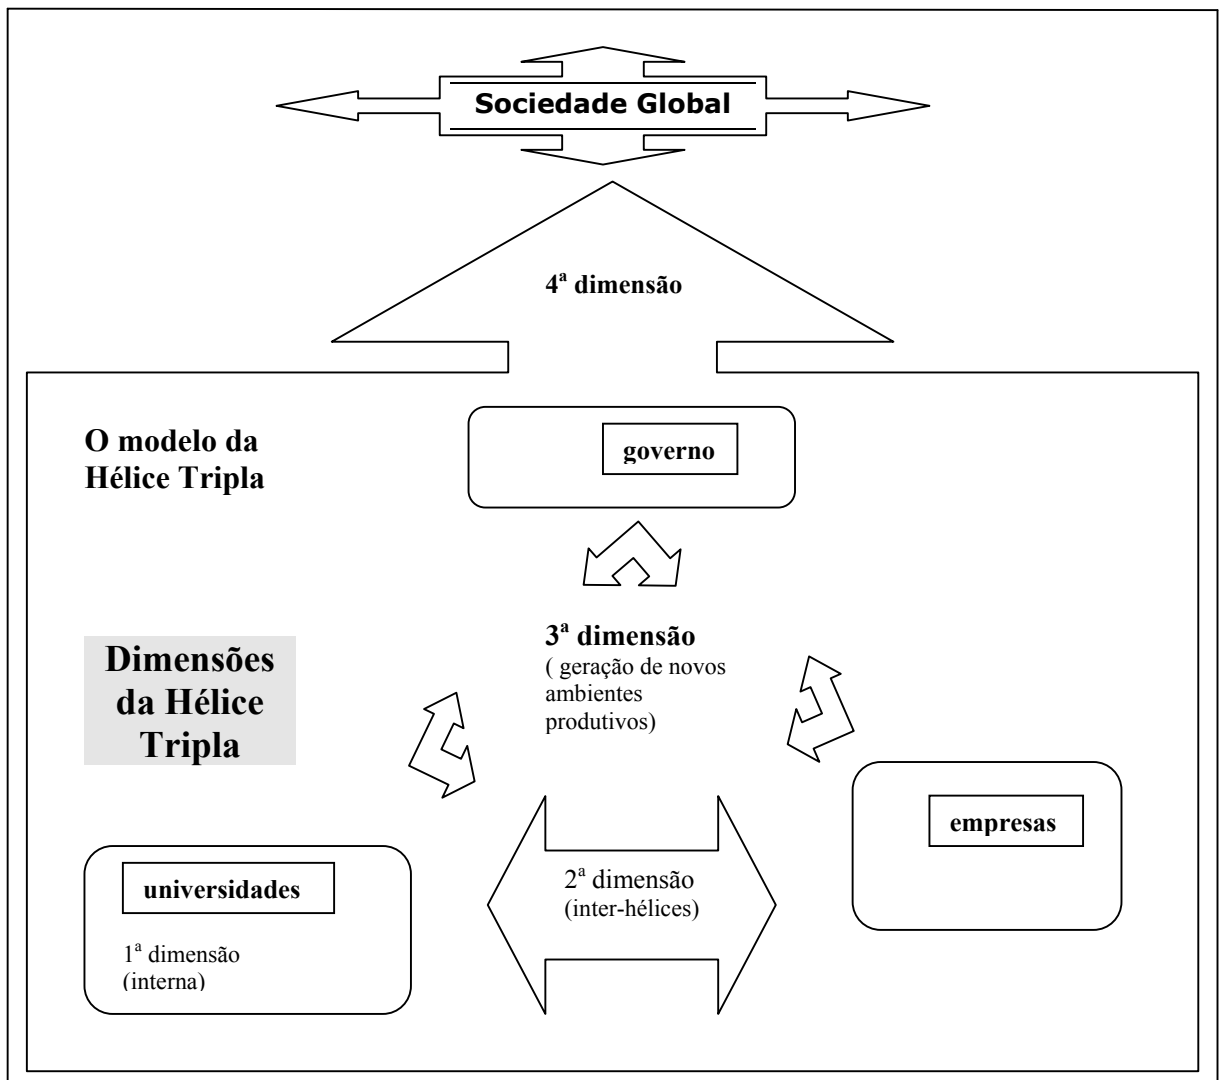 Sociedade Global
4ª dimensão
O modelo da
Hélice Tripla
governo
3ª dimensão
( geração de novos
ambientes
produtivos)
Dimensões
da Hélice
Tripla
empresas
2ª dimensão
(inter-hélices)
universidades
1ª dimensão
(interna)